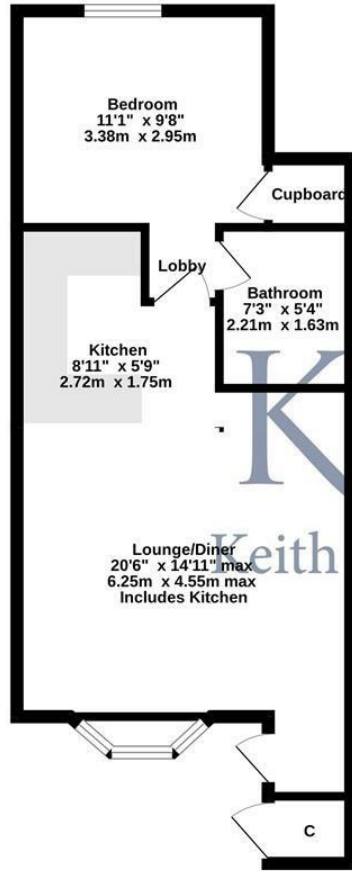 Bedroom
11'1" x 9'8"
3.38m x 2.95m
Cupboard
Lobby
Bathroom
7'3" x 5'4"
2.21m x 1.63m
Kitchen
8'11" x 5'9"
2.72m x 1.75m
K
Keith
Lounge/Diner
20'6" x 14'11" max
6.25m x 4.55m max
Includes Kitchen
C